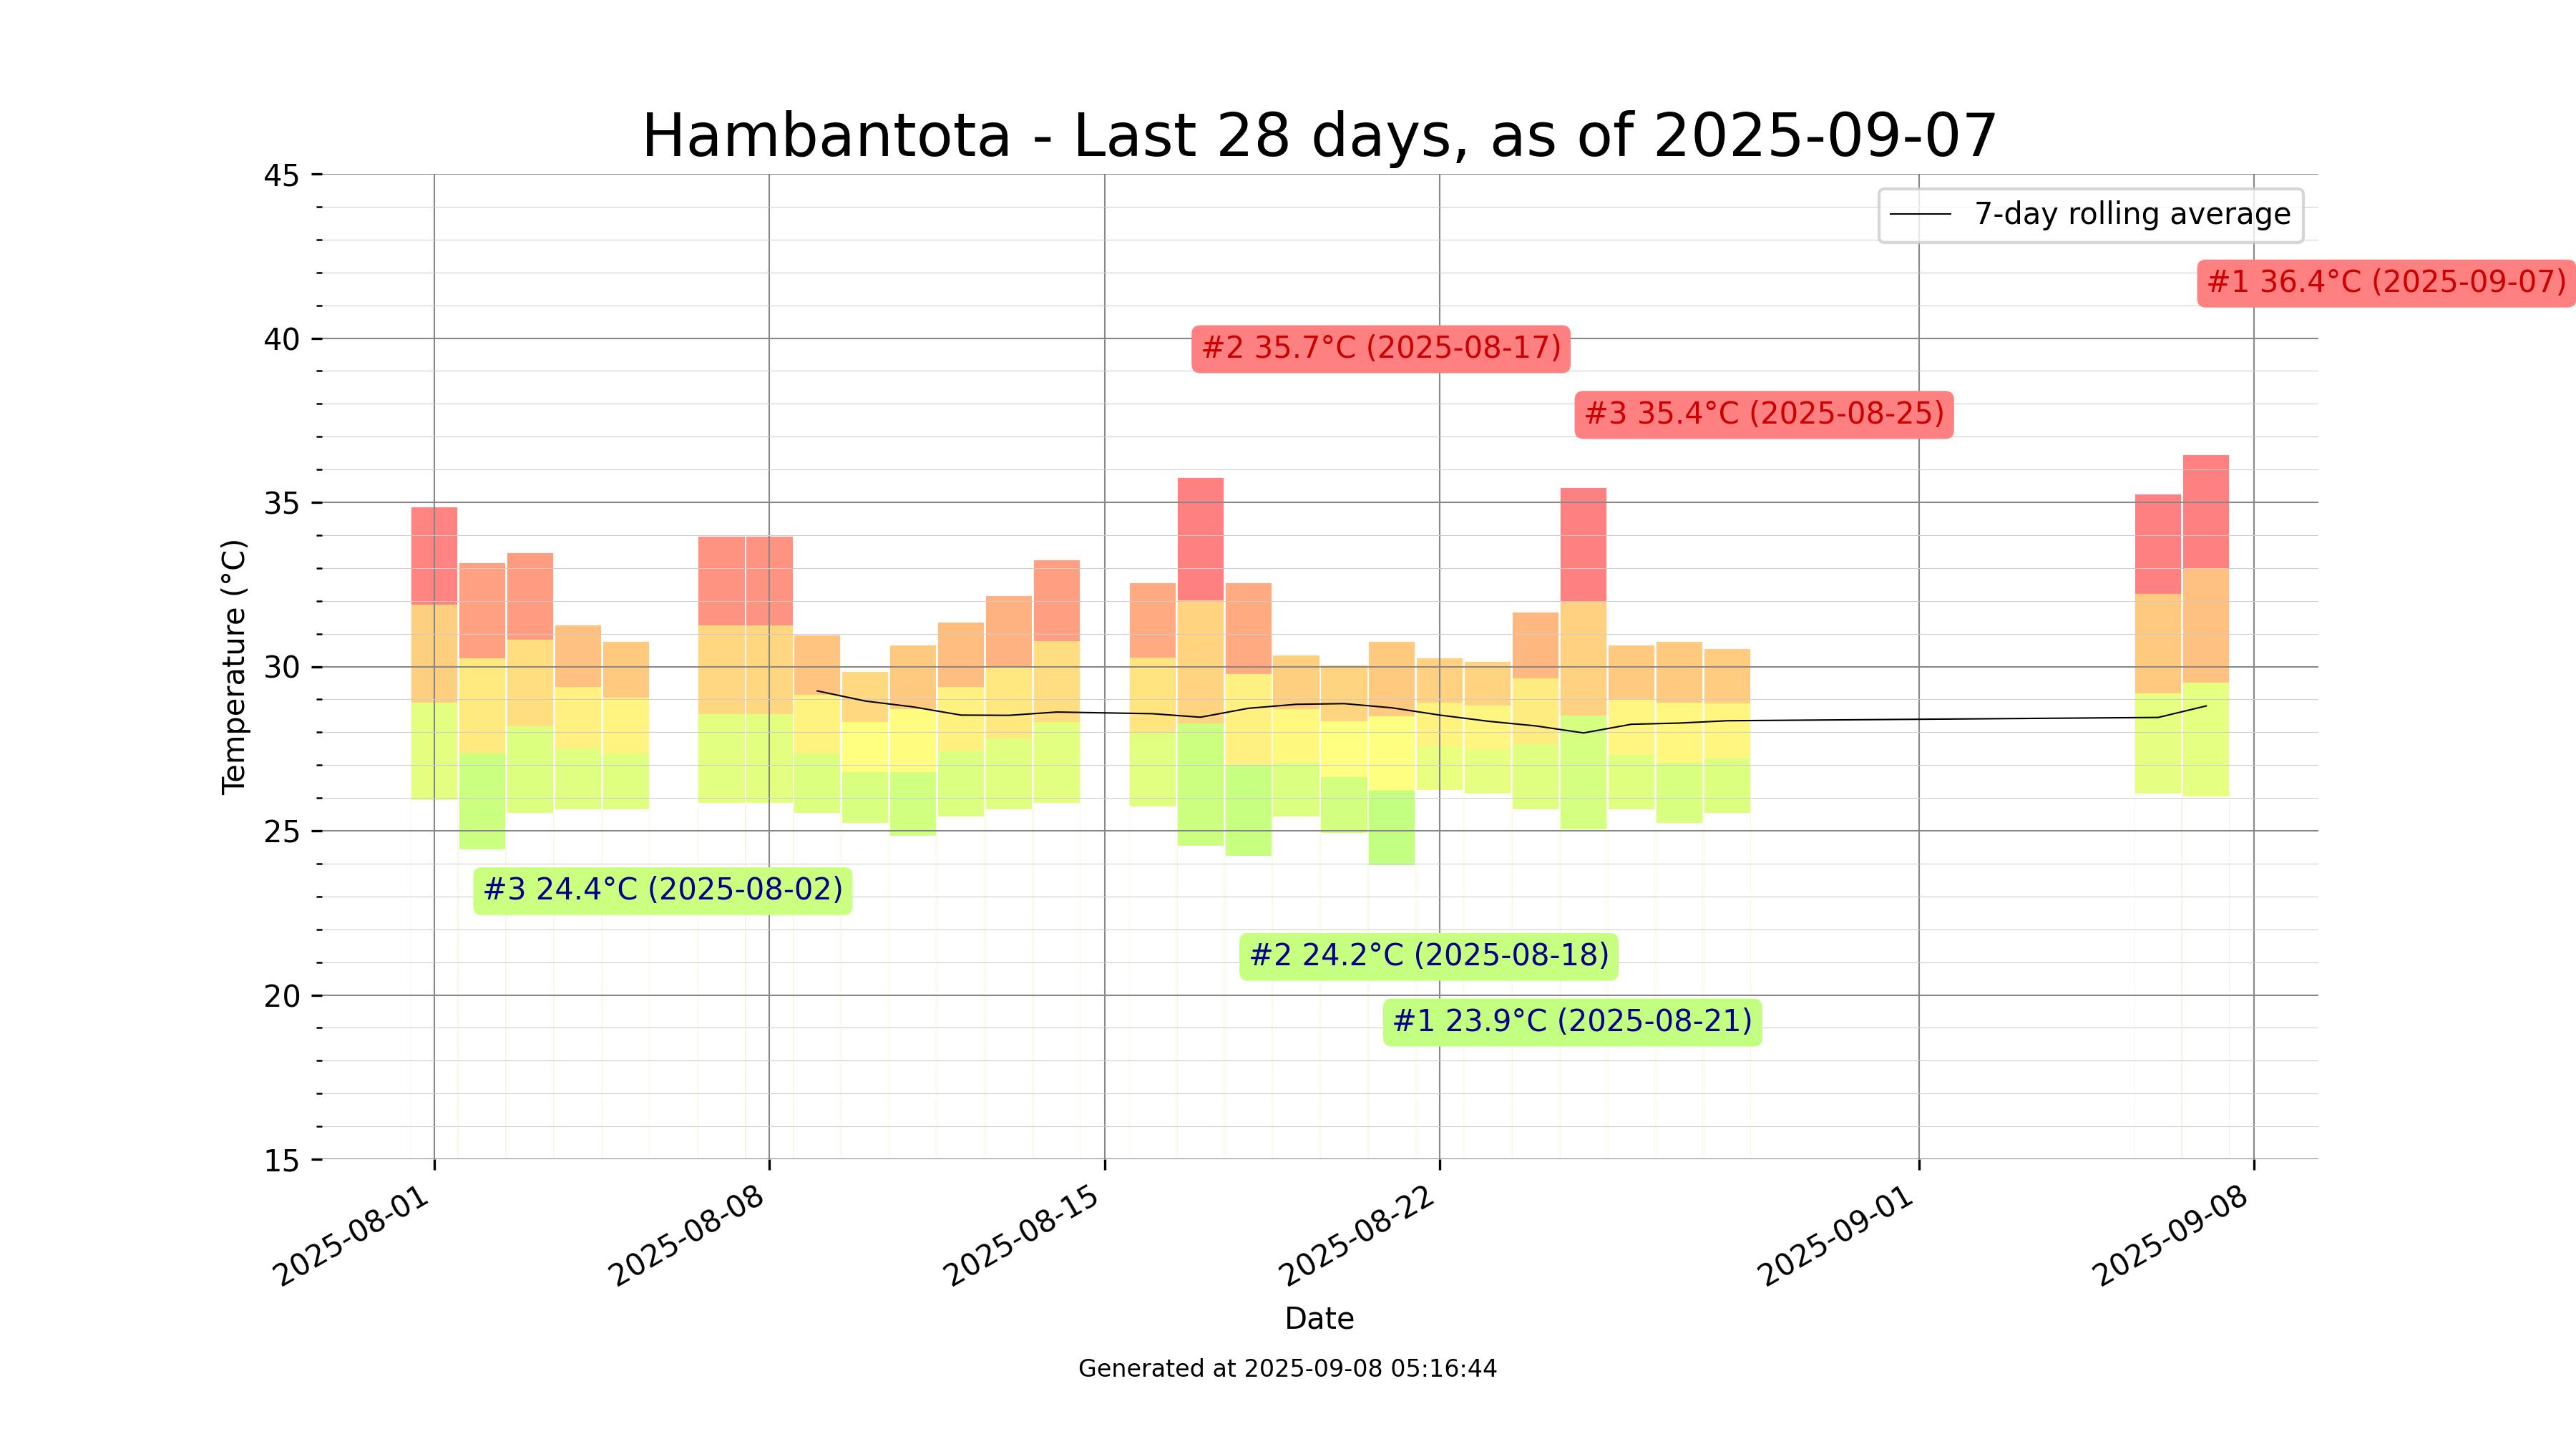 Hambantota - Last 28 days, as of 2025-09-07
45
7-day rolling average
#1 36.4°C (2025-09-07)
40
#2 35.7°C (2025-08-17)
#3 35.4°C (2025-08-25)
35
Temperature (°C)
30
25
#3 24.4°C (2025-08-02)
#2 24.2°C (2025-08-18)
20
#1 23.9°C (2025-08-21)
15
2025-08-01
2025-08-08
2025-08-15
2025-08-22
2025-09-01
2025-09-08
Date
Generated at 2025-09-08 05:16:44